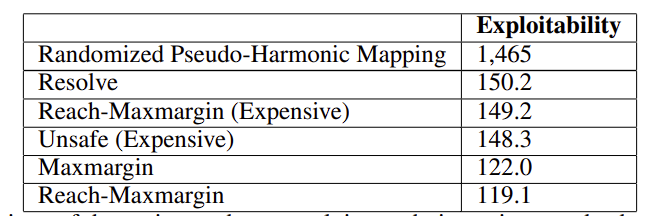 Exploitability
Randomized Pseudo-Harmonic Mapping 1,465
Resolve 150.2
Reach-Maxmargin (Expensive) 149.2
Unsafe (Expensive) 148.3
Maxmargin 122.0
Reach-Maxmargin 119.1